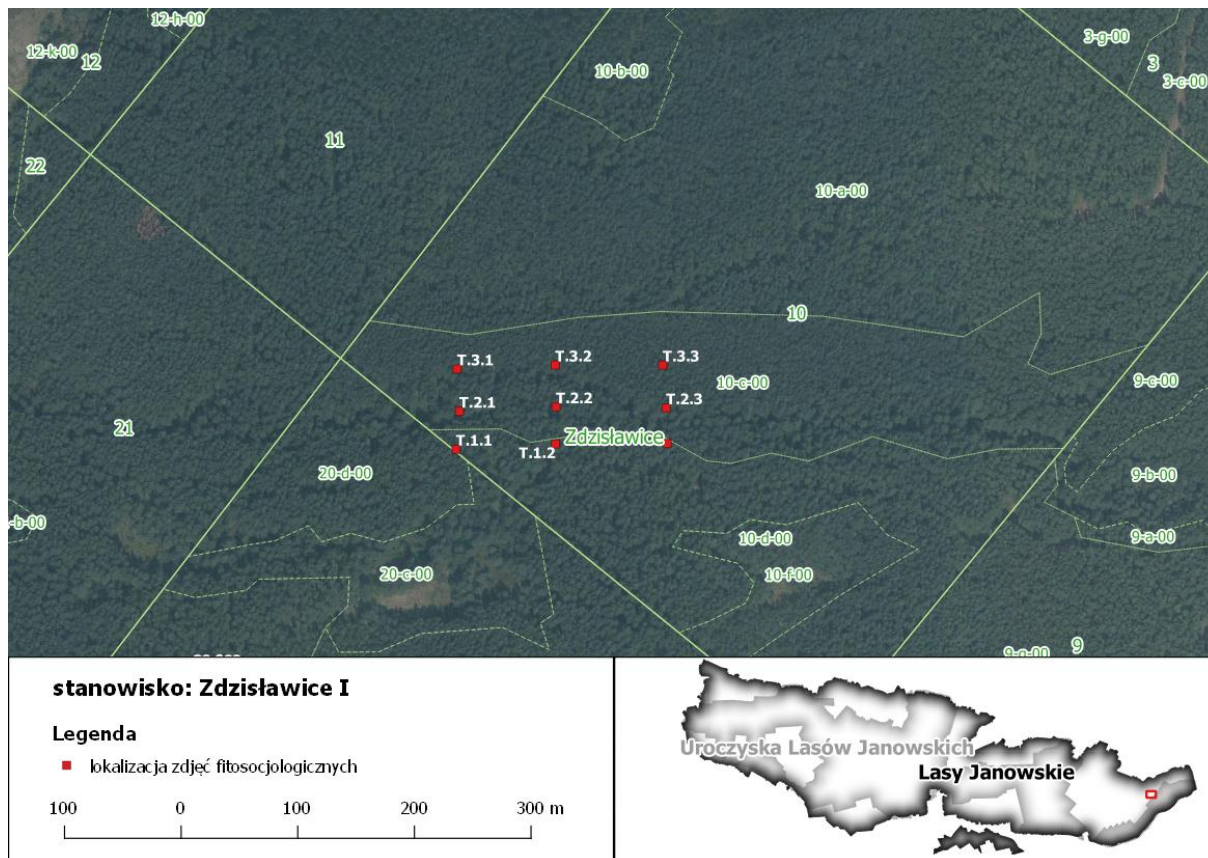 12-h-00
12-k-00
12
10-b-00
3-g-00
3
3-c-00
11
22
10-a-00
10
T.3.1
T.3.2
T.3.3
10-c-00
9-c-00
T.2.1
T.2.2
T.2.3
21
T.1.1
T.1.2
Zdzisławice
20-d-00
9-b-00
-b-00
10-d-00
9-a-00
20-c-00
10-f-00
9
stanowisko: Zdzisławice I
Legenda
lokalizacja zdjęć fitosocjologicznych
100 0 100 200 300 m
Uroczyska Lasów Janowskich
Lasy Janowskie